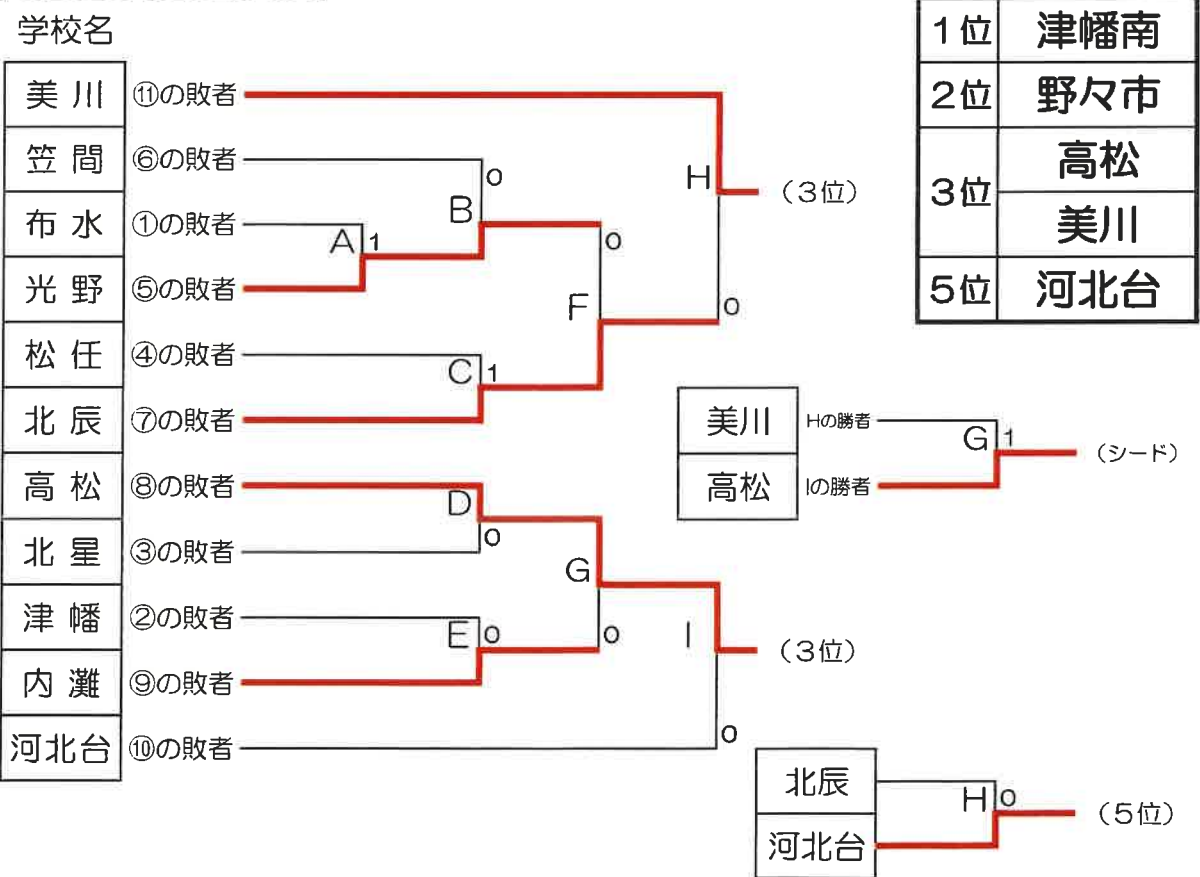 学校名
美川 ⑪の敗者
笠間 ⑥の敗者
布水 ①の敗者
光野 ⑤の敗者
松任 ④の敗者
北辰 ⑦の敗者
高松 ⑧の敗者
北星 ③の敗者
津幡 ②の敗者
内灘 ⑨の敗者
河北台 ⑩の敗者
A 1
B 0
C 1
D 0
E 0
F 0
G 0
H 0
(3位)
I 0
(3位)
1位 津幡南
2位 野々市
3位 高松
美川
5位 河北台
美川 Hの勝者
高松 Iの勝者
G 1
(シード)
北辰
河北台
H 0
(5位)